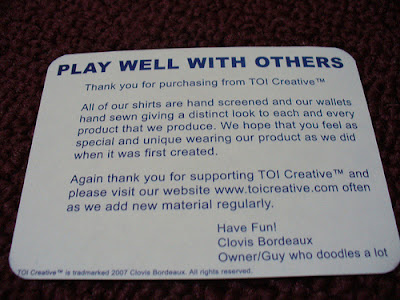 PLAY WELL WITH OTHERS
Thank you for purchasing from TOI Creative™
All of our shirts are hand screened and our wallets
hand sewn giving a distinct look to each and every
product that we produce. We hope that you feel as
special and unique wearing our product as we did
when it was first created.
Again thank you for supporting TOI Creative™ and
please visit our website www.toicreative.com often
as we add new material regularly.
Have Fun!
Clovis Bordeaux
Owner/Guy who doodles a lot
TOI Creative™ is tradmarked 2007 Clovis Bordeaux. All rights reserved.